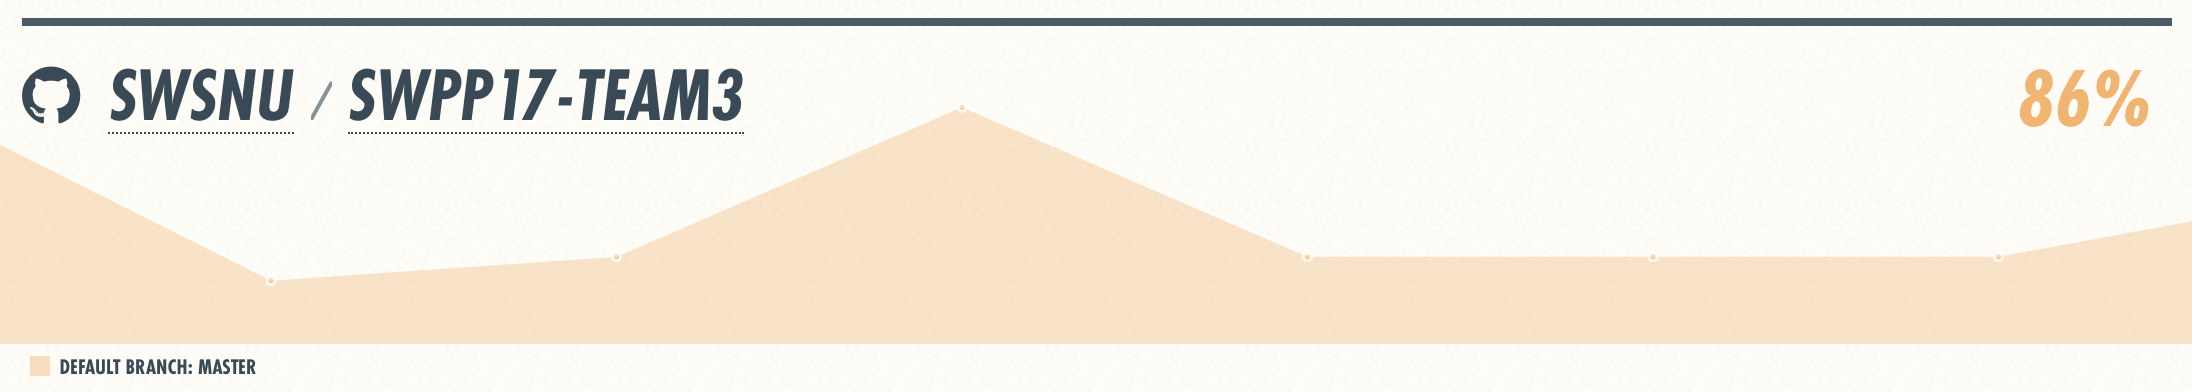 SWSNU / SWPP17-TEAM3
86%
DEFAULT BRANCH: MASTER